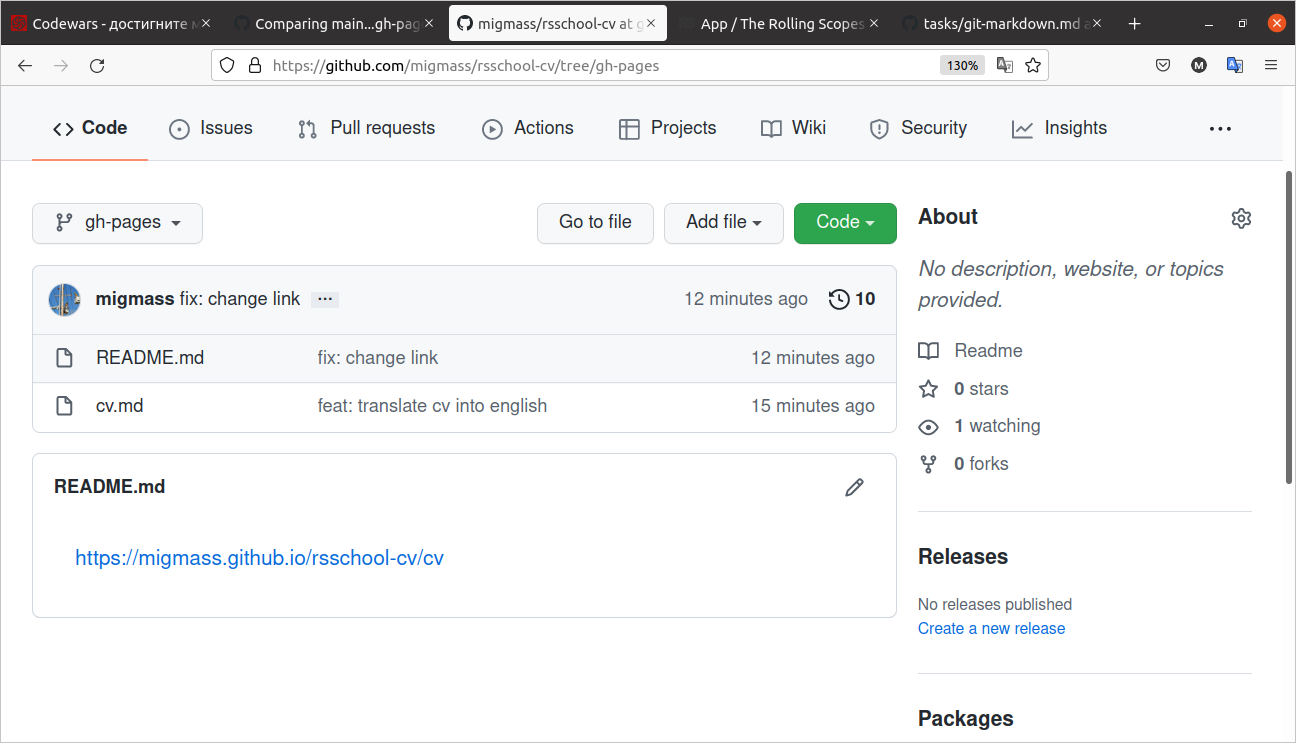 Codewars - достигните
Comparing main...gh-pag
migmass/rsschool-cv at g
App / The Rolling Scopes
tasks/git-markdown.md a
https://github.com/migmass/rsschool-cv/tree/gh-pages
130%
M
Code
Issues
Pull requests
Actions
Projects
Wiki
Security
Insights
gh-pages
Go to file
Add file
Code
migmass fix: change link
12 minutes ago
10
README.md fix: change link 12 minutes ago
cv.md feat: translate cv into english 15 minutes ago
README.md
https://migmass.github.io/rsschool-cv/cv
About
No description, website, or topics
provided.
Readme
0 stars
1 watching
0 forks
Releases
No releases published
Create a new release
Packages